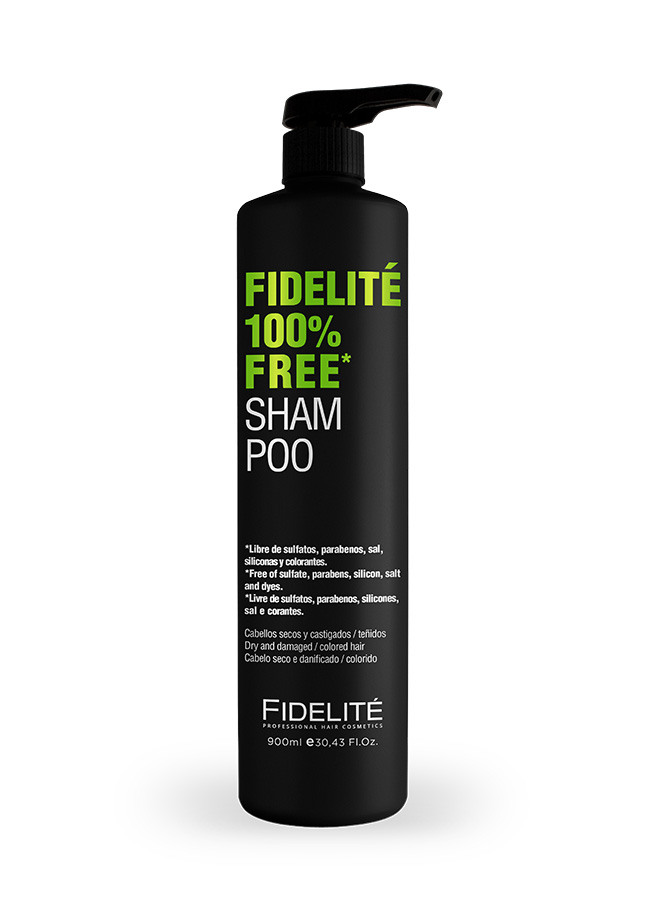 FIDELITÉ
100%
FREE*
SHAM
POO
*Libre de sulfatos, parabenos, sal,
siliconas y colorantes.
*Free of sulfate, parabens, silicon, salt
and dyes.
*Livre de sulfatos, parabenos, silicones,
sal e corantes.
Cabellos secos y castigados / teñidos
Dry and damaged / colored hair
Cabelo seco e danificado / colorido
FIDELITÉ
PROFESSIONAL HAIR COSMETICS
900ml e30,43 Fl.Oz.